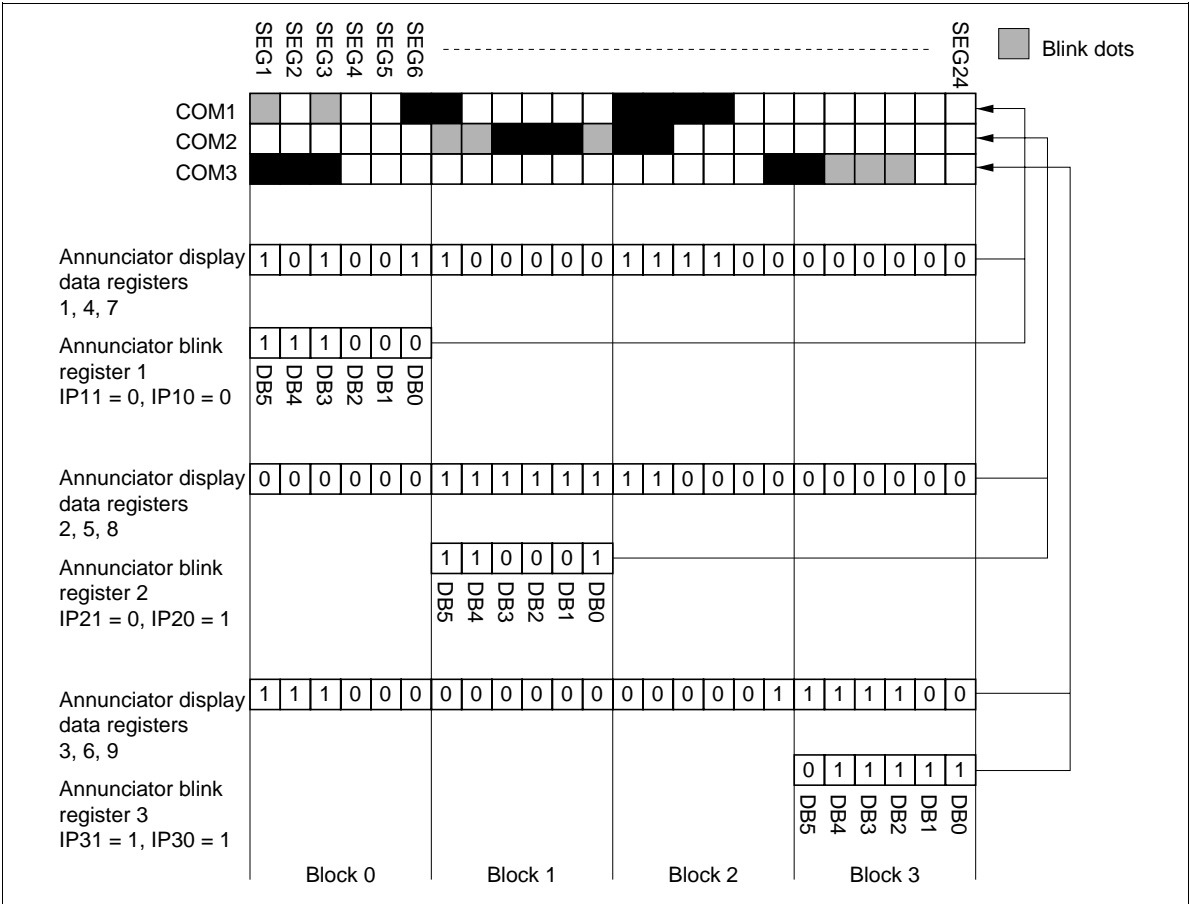 SEG1 SEG2 SEG3 SEG4 SEG5 SEG6 SEG24
Blink dots
COM1
COM2
COM3
Annunciator display
data registers
1, 4, 7
1 0 1 0 0 1 1 0 0 0 0 0 1 1 1 1 0 0 0 0 0 0 0 0
Annunciator blink
register 1
IP11 = 0, IP10 = 0
1 1 1 0 0 0
DB5 DB4 DB3 DB2 DB1 DB0
Annunciator display
data registers
2, 5, 8
0 0 0 0 0 0 1 1 1 1 1 1 1 1 0 0 0 0 0 0 0 0 0 0
Annunciator blink
register 2
IP21 = 0, IP20 = 1
1 1 0 0 0 1
DB5 DB4 DB3 DB2 DB1 DB0
Annunciator display
data registers
3, 6, 9
1 1 1 0 0 0 0 0 0 0 0 0 0 0 0 0 0 1 1 1 1 1 0 0
Annunciator blink
register 3
IP31 = 1, IP30 = 1
0 1 1 1 1 1
DB5 DB4 DB3 DB2 DB1 DB0
Block 0 Block 1 Block 2 Block 3